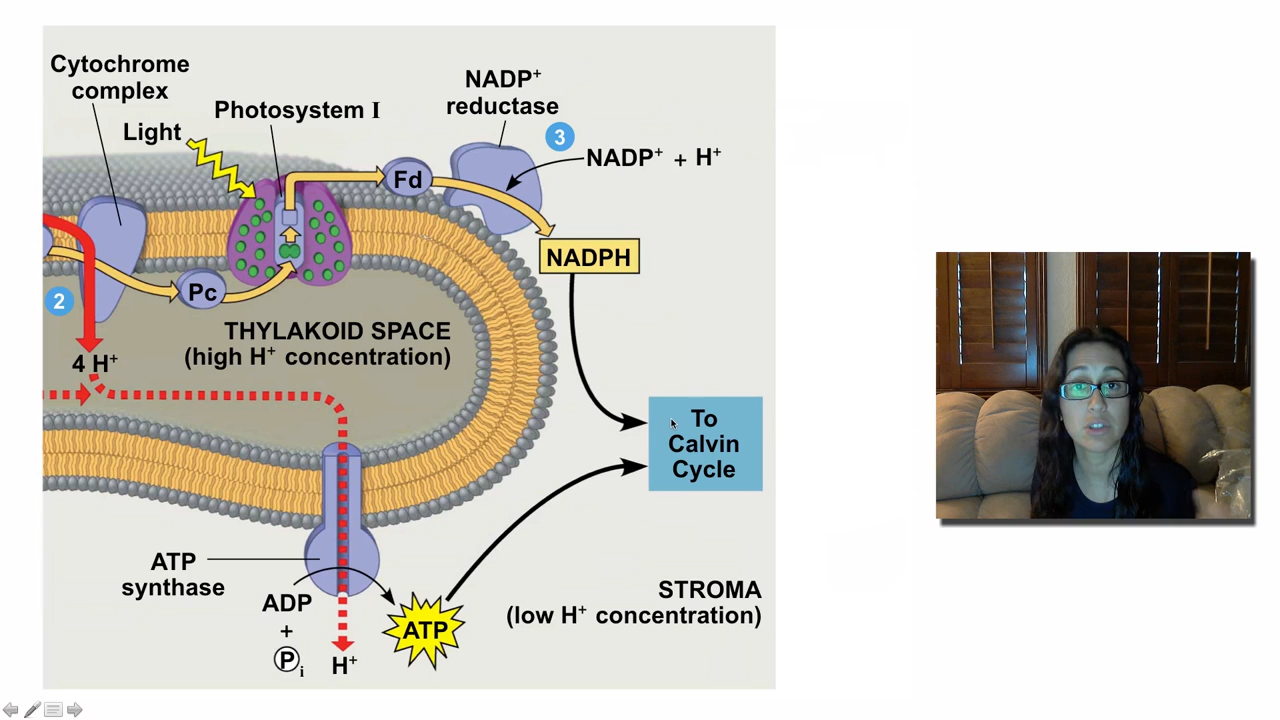 Cytochrome
complex
Light
Photosystem I
NADP⁺
reductase
3
NADP⁺ + H⁺
Fd
NADPH
Pc
2
THYLAKOID SPACE
(high H⁺ concentration)
4 H⁺
To
Calvin
Cycle
ATP
synthase
ADP
+
Pi
H⁺
ATP
STROMA
(low H⁺ concentration)